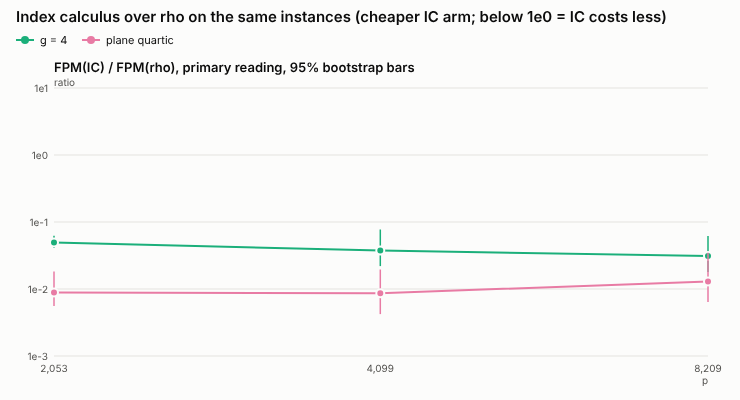 Index calculus over rho on the same instances (cheaper IC arm; below 1e0 = IC costs less)
g = 4 plane quartic
FPM(IC) / FPM(rho), primary reading, 95% bootstrap bars
ratio
1e1
1e0
1e-1
1e-2
1e-3
2,053 4,099 8,209
p